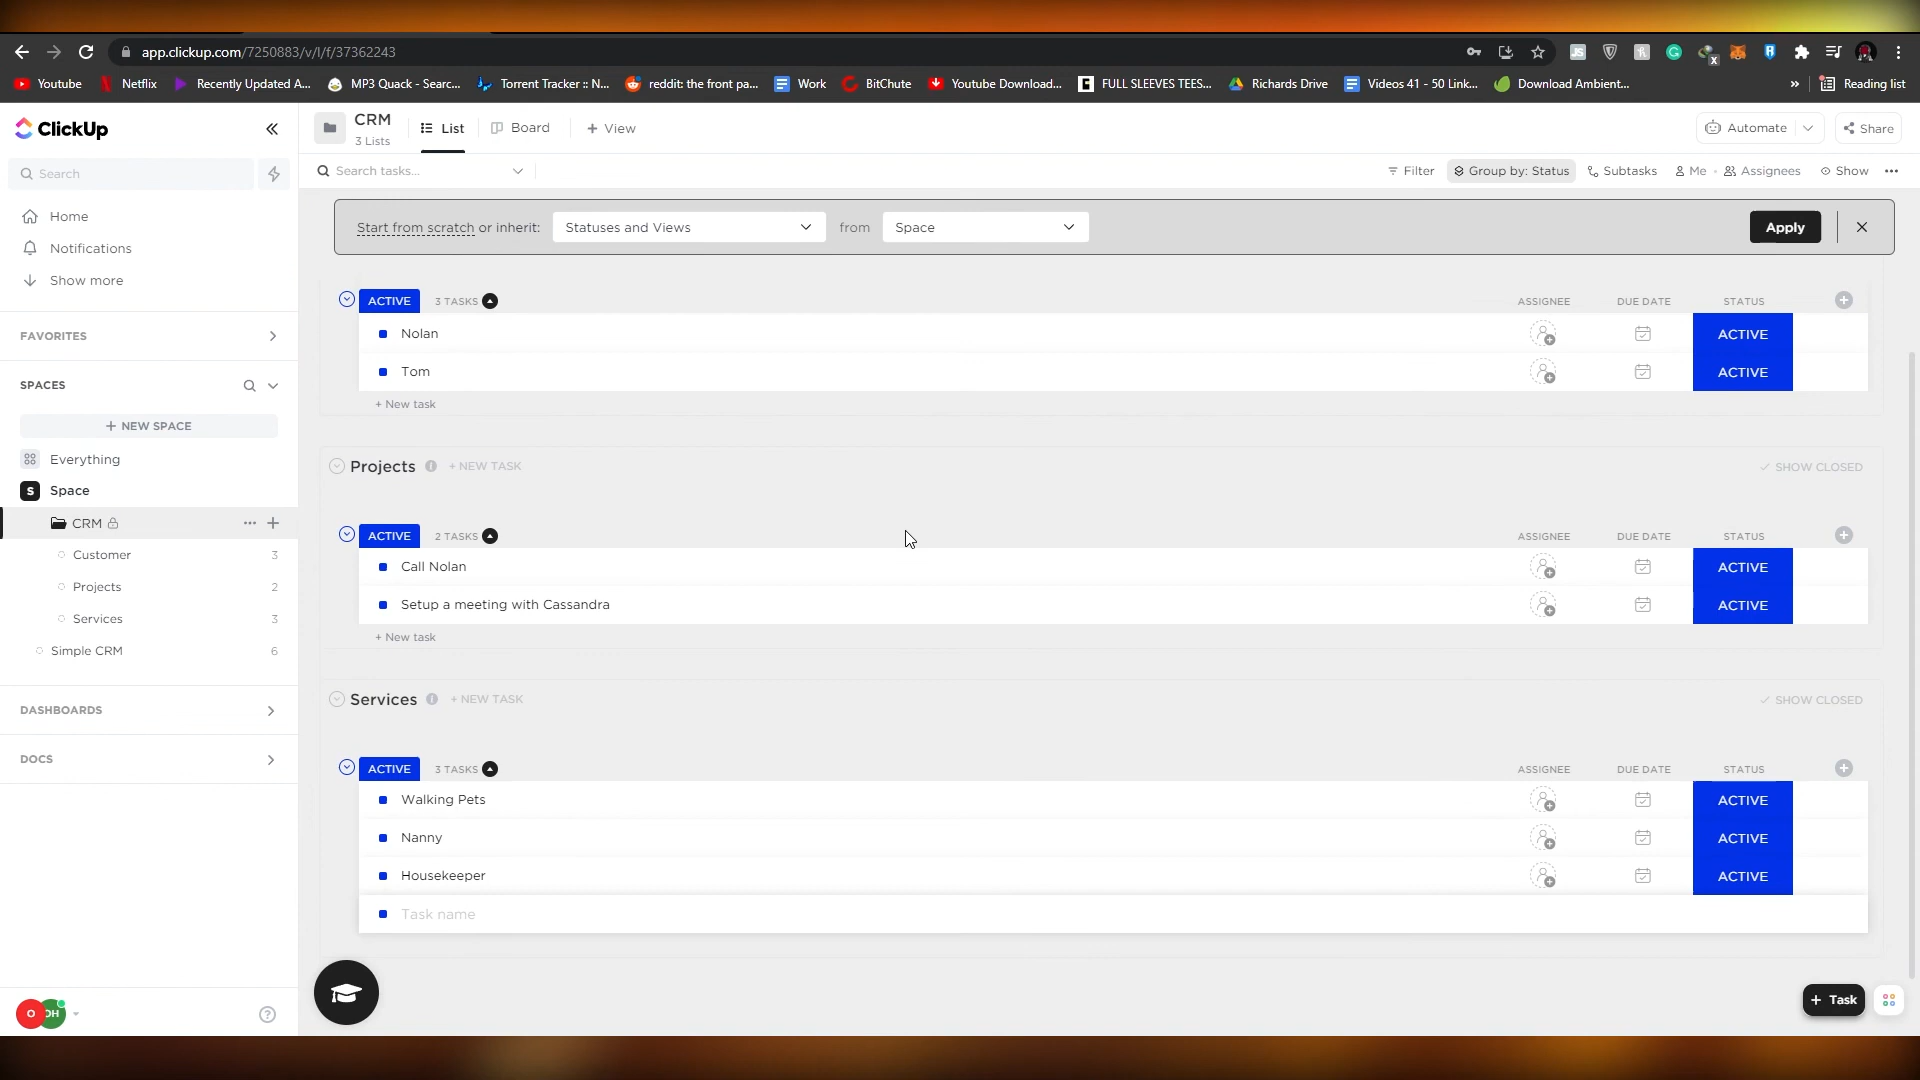 app.clickup.com/7250883/v/l/f/37362243
Youtube
Netflix
Recently Updated A...
MP3 Quack - Searc...
Torrent Tracker :: N...
reddit: the front pa...
Work
BitChute
Youtube Download...
FULL SLEEVES TEES...
Richards Drive
Videos 41 - 50 Link...
Download Ambient...
»
Reading list
ClickUp
CRM
3 Lists
List
Board
+ View
Automate
Share
Search
Search tasks...
Filter
Group by: Status
Subtasks
Me
Assignees
Show
Home
Notifications
Show more
Start from scratch or inherit:
Statuses and Views
from
Space
Apply
FAVORITES
SPACES
+ NEW SPACE
Everything
S Space
CRM
Customer 3
Projects 2
Services 3
Simple CRM 6
DASHBOARDS
DOCS
O
DH
ACTIVE 3 TASKS ASSIGNEE DUE DATE STATUS
Nolan ACTIVE
Tom ACTIVE
+ New task
Projects + NEW TASK SHOW CLOSED
ACTIVE 2 TASKS ASSIGNEE DUE DATE STATUS
Call Nolan ACTIVE
Setup a meeting with Cassandra ACTIVE
+ New task
Services + NEW TASK SHOW CLOSED
ACTIVE 3 TASKS ASSIGNEE DUE DATE STATUS
Walking Pets ACTIVE
Nanny ACTIVE
Housekeeper ACTIVE
Task name
+ Task